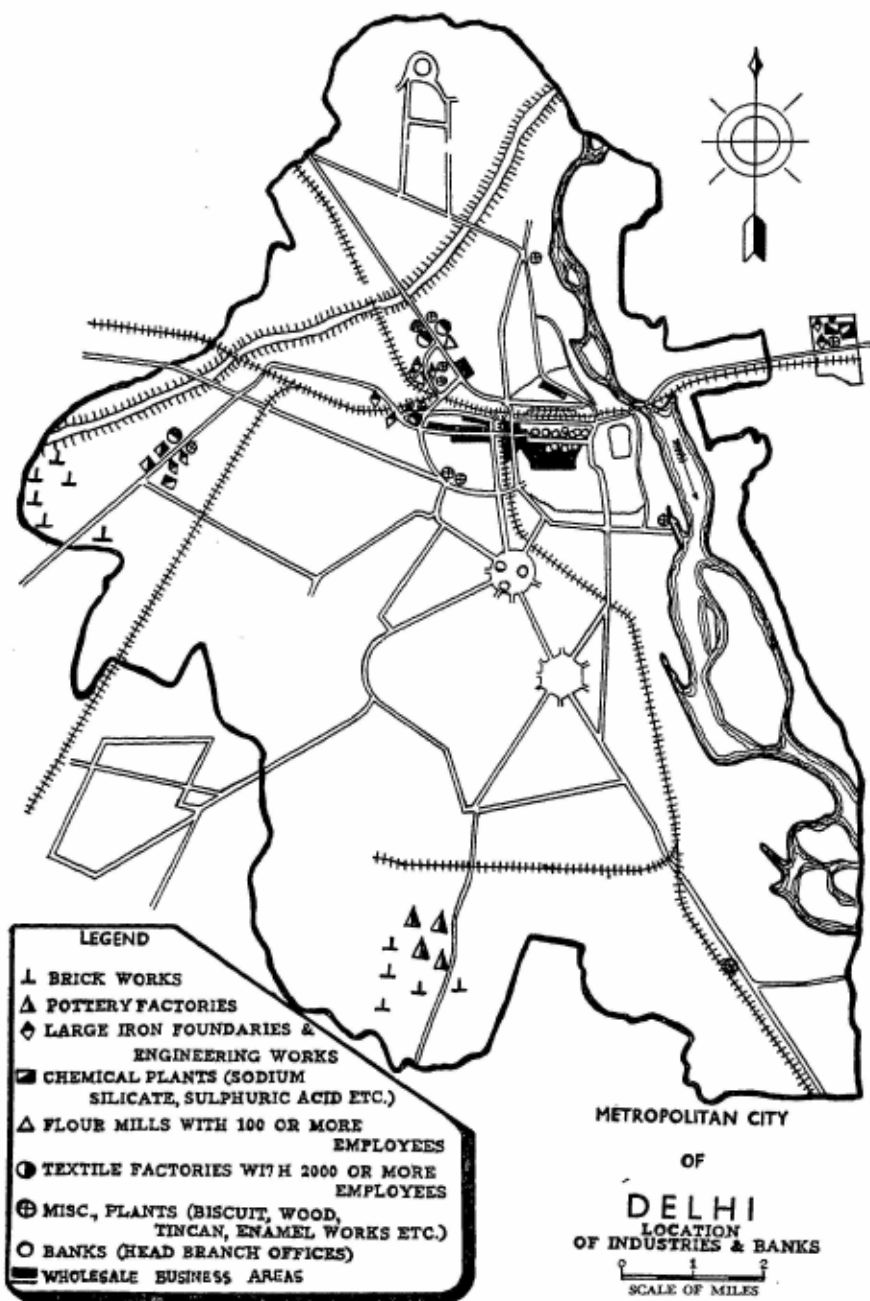 LEGEND
BRICK WORKS
POTTERY FACTORIES
LARGE IRON FOUNDARIES &
ENGINEERING WORKS
CHEMICAL PLANTS (SODIUM
SILICATE, SULPHURIC ACID ETC.)
FLOUR MILLS WITH 100 OR MORE
EMPLOYEES
TEXTILE FACTORIES WITH 2000 OR MORE
EMPLOYEES
MISC., PLANTS (BISCUIT, WOOD,
TINCAN, ENAMEL WORKS ETC.)
BANKS (HEAD BRANCH OFFICES)
WHOLESALE BUSINESS AREAS
METROPOLITAN CITY
OF
DELHI
LOCATION
OF INDUSTRIES & BANKS
0 1 2
SCALE OF MILES